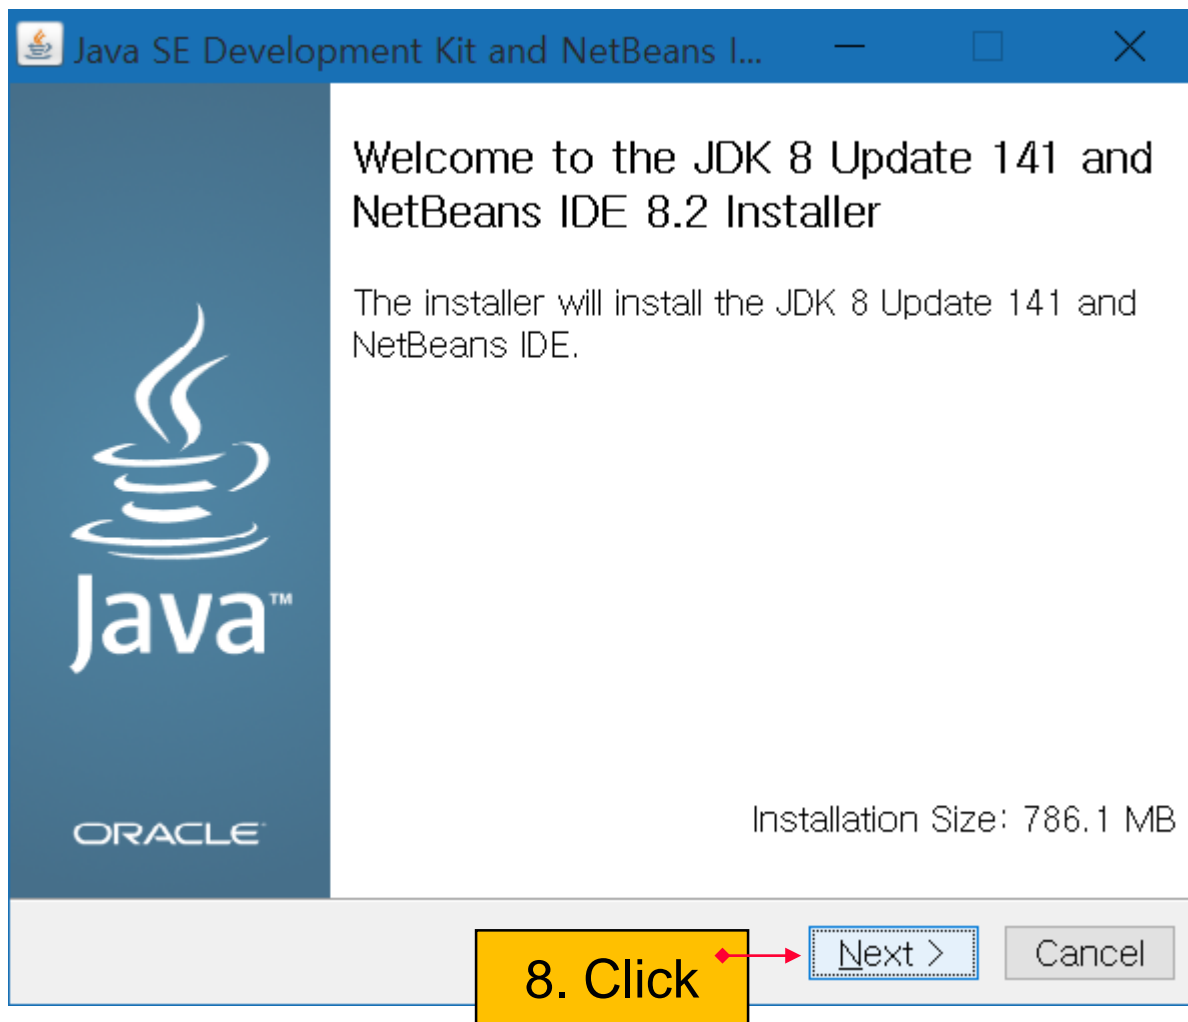 Java SE Development Kit and NetBeans I...
Welcome to the JDK 8 Update 141 and
NetBeans IDE 8.2 Installer
The installer will install the JDK 8 Update 141 and
NetBeans IDE.
Java™
ORACLE
Installation Size: 786.1 MB
8. Click
Next >
Cancel